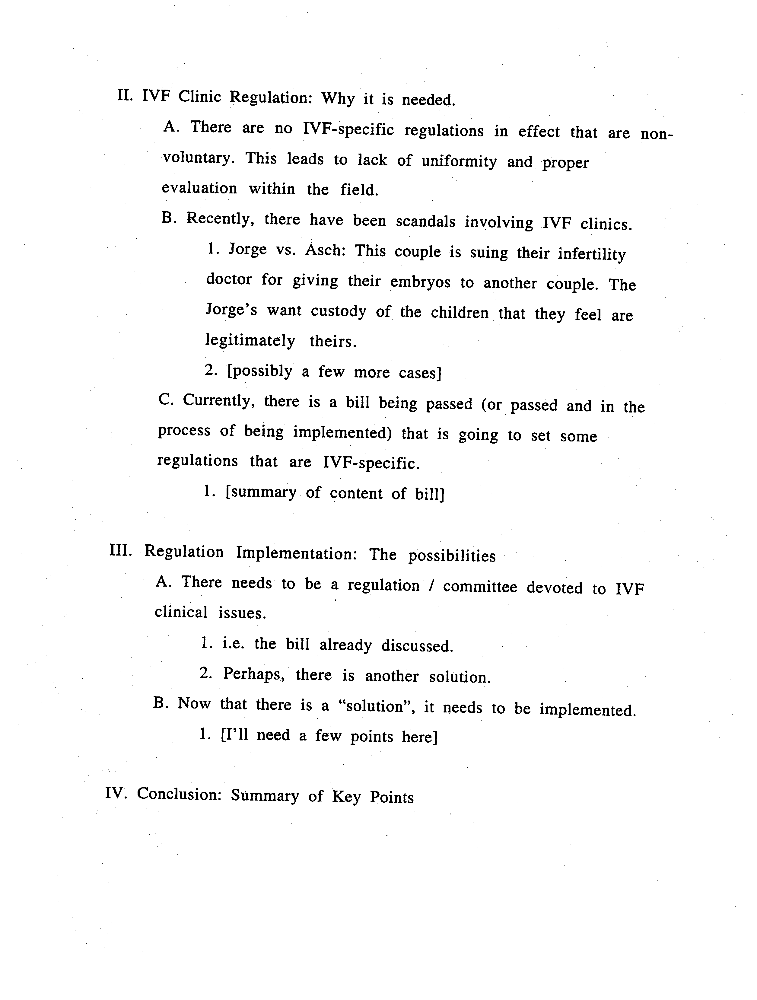 II. IVF Clinic Regulation: Why it is needed.
A. There are no IVF-specific regulations in effect that are non-
voluntary. This leads to lack of uniformity and proper
evaluation within the field.
B. Recently, there have been scandals involving IVF clinics.
1. Jorge vs. Asch: This couple is suing their infertility
doctor for giving their embryos to another couple. The
Jorge’s want custody of the children that they feel are
legitimately theirs.
2. [possibly a few more cases]
C. Currently, there is a bill being passed (or passed and in the
process of being implemented) that is going to set some
regulations that are IVF-specific.
1. [summary of content of bill]
III. Regulation Implementation: The possibilities
A. There needs to be a regulation / committee devoted to IVF
clinical issues.
1. i.e. the bill already discussed.
2. Perhaps, there is another solution.
B. Now that there is a “solution”, it needs to be implemented.
1. [I’ll need a few points here]
IV. Conclusion: Summary of Key Points